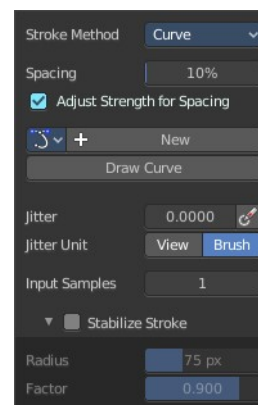 Stroke Method Curve
Spacing 10%
Adjust Strength for Spacing
+ New
Draw Curve
Jitter 0.0000
Jitter Unit View Brush
Input Samples 1
Stabilize Stroke
Radius 75 px
Factor 0.900